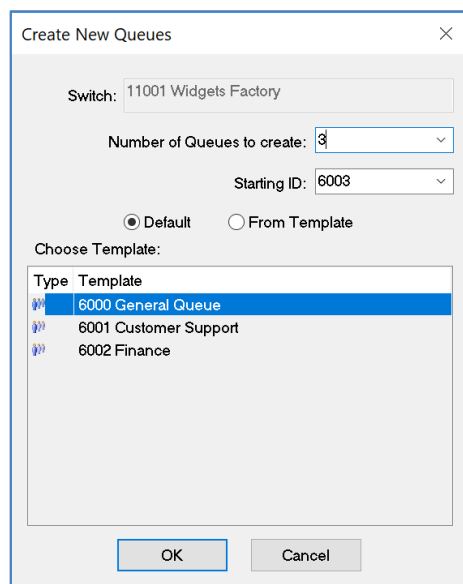 Create New Queues
Switch: 11001 Widgets Factory
Number of Queues to create: 3
Starting ID: 6003
Default From Template
Choose Template:
Type Template
6000 General Queue
6001 Customer Support
6002 Finance
OK Cancel